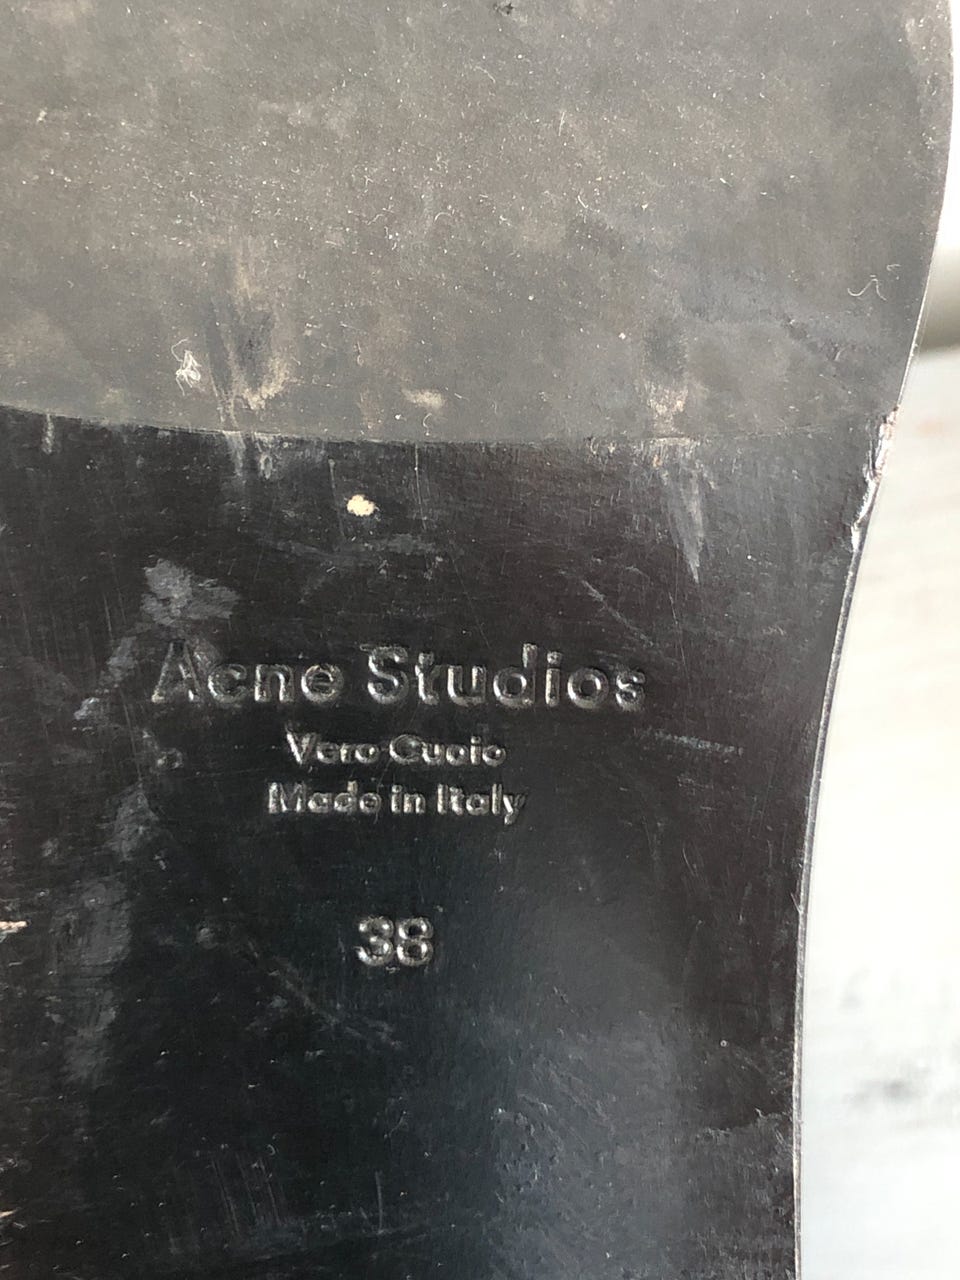 Acne Studios
Vero Cuoio
Made in Italy
38